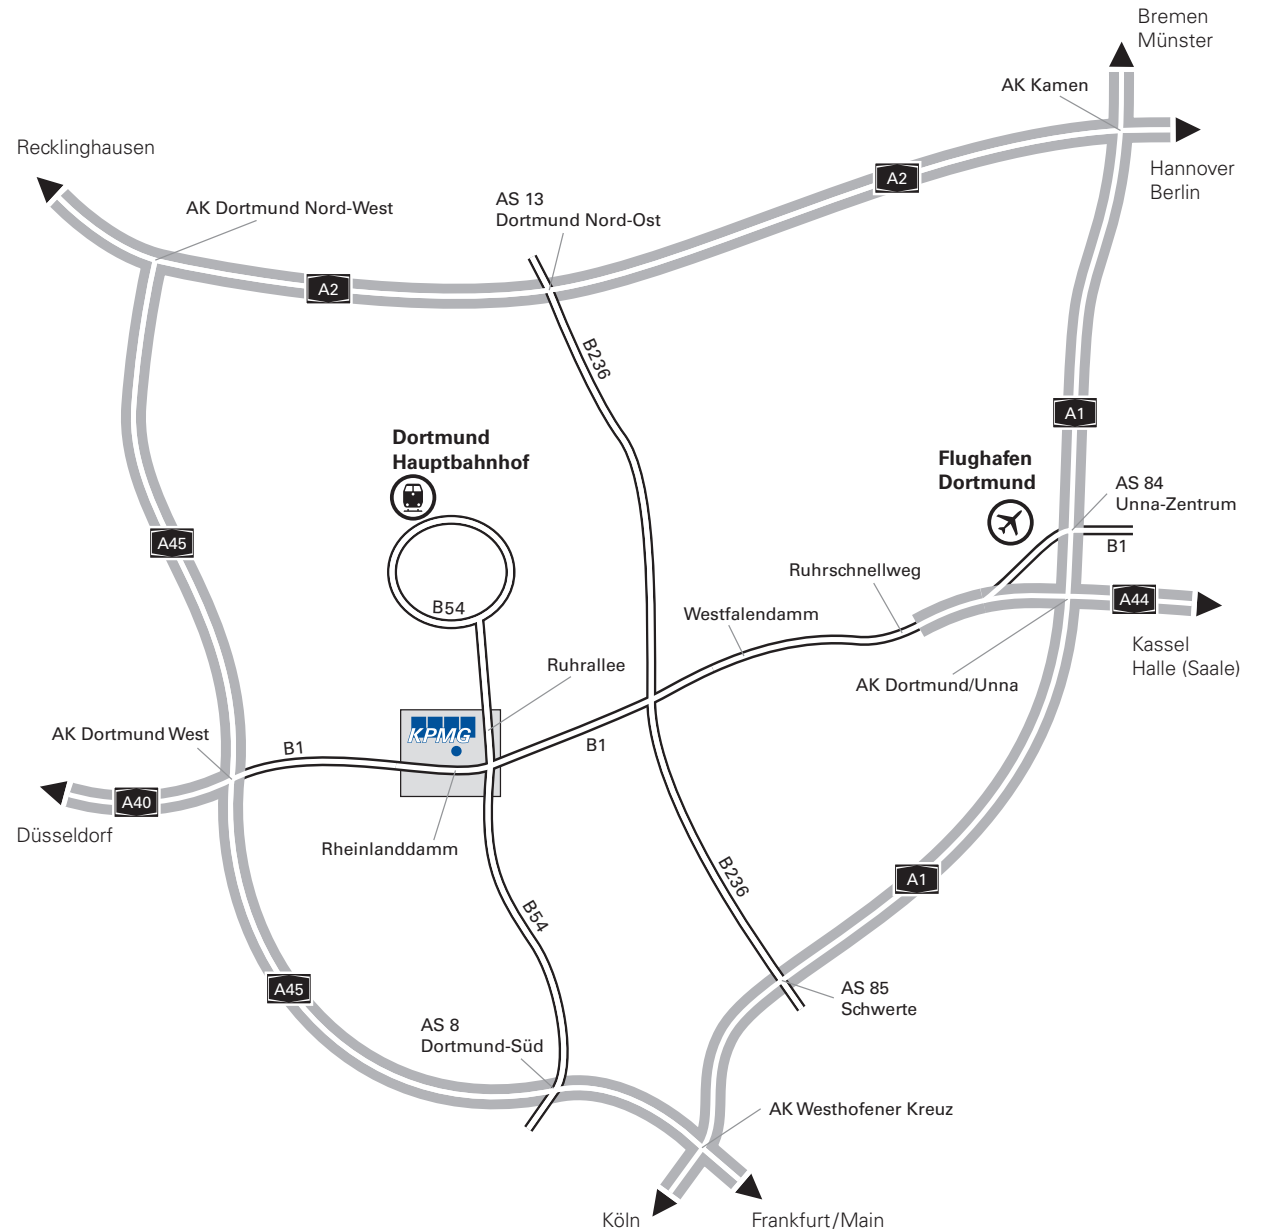 Bremen
Münster
AK Kamen
Recklinghausen
Hannover
Berlin
A2
AS 13
Dortmund Nord-Ost
AK Dortmund Nord-West
A2
B236
A1
Dortmund
Hauptbahnhof
Flughafen
Dortmund
AS 84
Unna-Zentrum
A45
B1
Ruhrschnellweg
A44
B54
Westfalendamm
Kassel
Halle (Saale)
Ruhrallee
AK Dortmund/Unna
AK Dortmund West
KPMG
B1
B1
A40
Düsseldorf
Rheinlanddamm
B236
A1
B54
A45
AS 85
Schwerte
AS 8
Dortmund-Süd
AK Westhofener Kreuz
Köln
Frankfurt/Main